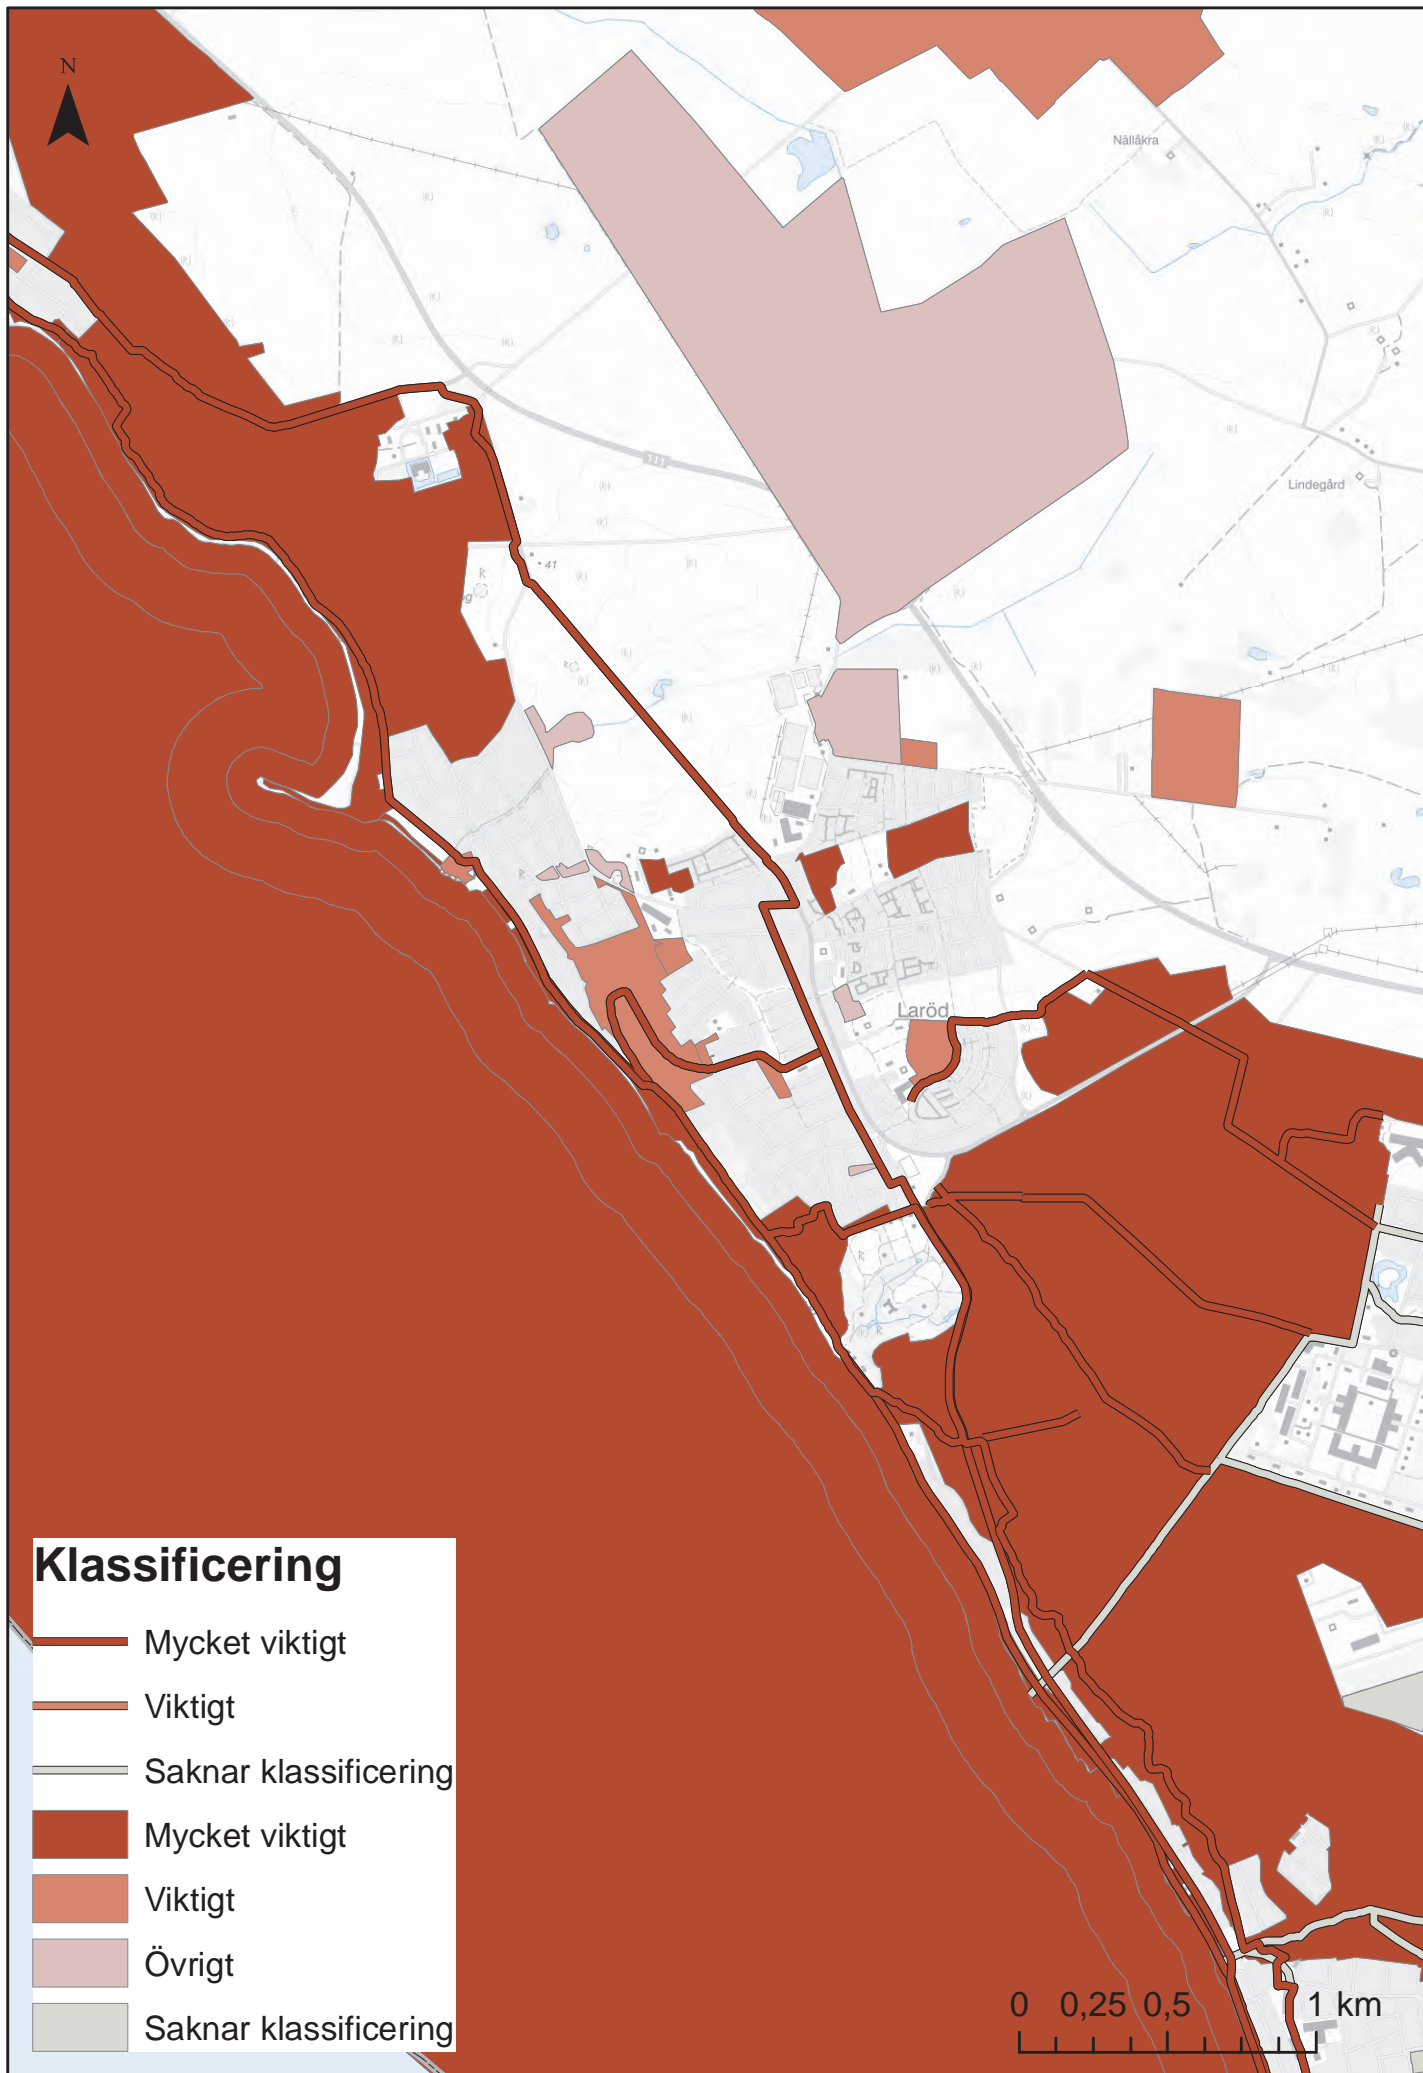 N
Nällåkra
111
Lindegård
41
R
R
R
Laröd
R
R
Klassificering
Mycket viktigt
Viktigt
Saknar klassificering
Mycket viktigt
Viktigt
Övrigt
Saknar klassificering
0 0,25 0,5 1 km